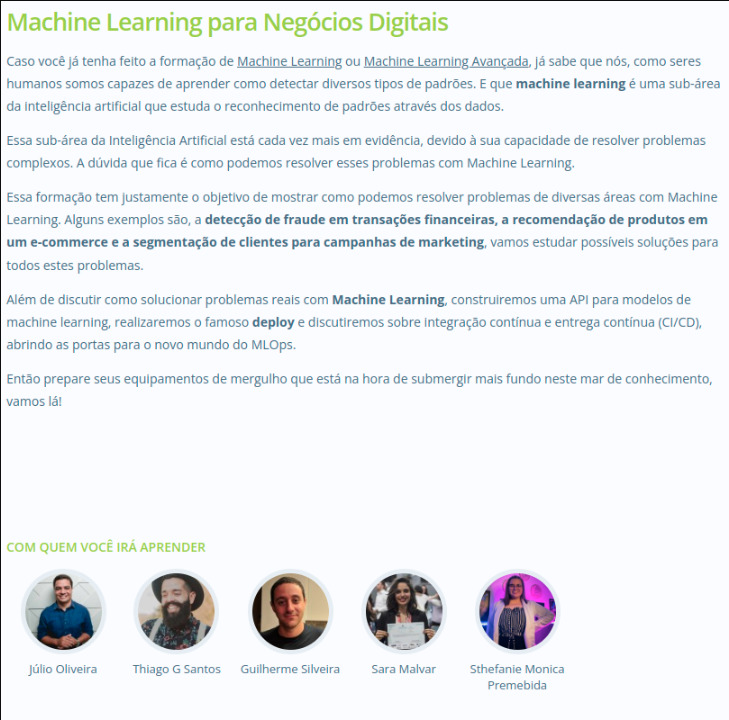 Machine Learning para Negócios Digitais
Caso você já tenha feito a formação de Machine Learning ou Machine Learning Avançada, já sabe que nós, como seres
humanos somos capazes de aprender como detectar diversos tipos de padrões. E que machine learning é uma sub-área
da inteligência artificial que estuda o reconhecimento de padrões através dos dados.
Essa sub-área da Inteligência Artificial está cada vez mais em evidência, devido à sua capacidade de resolver problemas
complexos. A dúvida que fica é como podemos resolver esses problemas com Machine Learning.
Essa formação tem justamente o objetivo de mostrar como podemos resolver problemas de diversas áreas com Machine
Learning. Alguns exemplos são, a detecção de fraude em transações financeiras, a recomendação de produtos em
um e-commerce e a segmentação de clientes para campanhas de marketing, vamos estudar possíveis soluções para
todos estes problemas.
Além de discutir como solucionar problemas reais com Machine Learning, construiremos uma API para modelos de
machine learning, realizaremos o famoso deploy e discutiremos sobre integração contínua e entrega contínua (CI/CD),
abrindo as portas para o novo mundo do MLOps.
Então prepare seus equipamentos de mergulho que está na hora de submergir mais fundo neste mar de conhecimento,
vamos lá!
COM QUEM VOCÊ IRÁ APRENDER
Júlio Oliveira
Thiago G Santos
Guilherme Silveira
Sara Malvar
Sthefanie Monica
Premebida